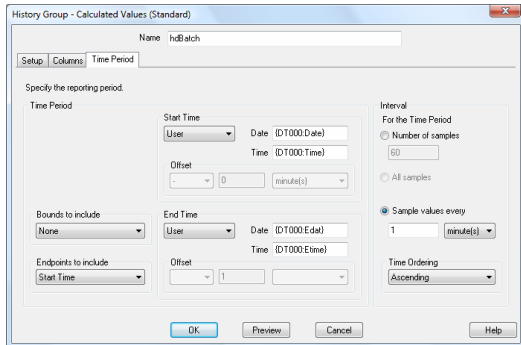 History Group - Calculated Values (Standard)
Name hdBatch
Setup Columns Time Period
Specify the reporting period.
Time Period
Start Time
User
Date {DT000:Date}
Time {DT000:Time}
Offset
- 0 minute(s)
Bounds to include
None
End Time
User
Date {DT000:Edat}
Time {DT000:Etime}
Endpoints to include
Start Time
Offset
1
Interval
For the Time Period
Number of samples
60
All samples
Sample values every
1 minute(s)
Time Ordering
Ascending
OK Preview Cancel Help